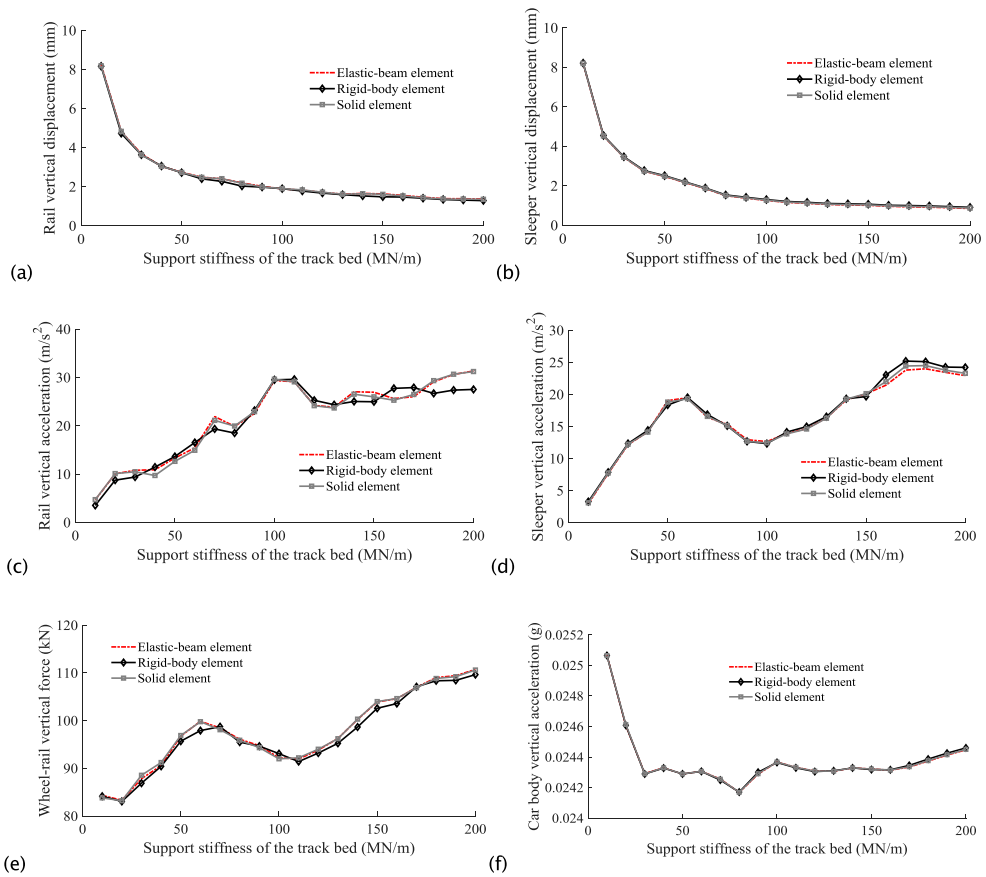 Rail vertical displacement (mm)
10
8
6
4
2
0
0 50 100 150 200
Elastic-beam element
Rigid-body element
Solid element
Support stiffness of the track bed (MN/m)
(a)
Sleeper vertical displacement (mm)
10
8
6
4
2
0
0 50 100 150 200
Elastic-beam element
Rigid-body element
Solid element
Support stiffness of the track bed (MN/m)
(b)
Rail vertical acceleration (m/s²)
40
30
20
10
0
0 50 100 150 200
Elastic-beam element
Rigid-body element
Solid element
Support stiffness of the track bed (MN/m)
(c)
Sleeper vertical acceleration (m/s²)
30
25
20
15
10
5
0
0 50 100 150 200
Elastic-beam element
Rigid-body element
Solid element
Support stiffness of the track bed (MN/m)
(d)
Wheel-rail vertical force (kN)
120
110
100
90
80
0 50 100 150 200
Elastic-beam element
Rigid-body element
Solid element
Support stiffness of the track bed (MN/m)
(e)
Car body vertical acceleration (g)
0.0252
0.025
0.0248
0.0246
0.0244
0.0242
0.024
0 50 100 150 200
Elastic-beam element
Rigid-body element
Solid element
Support stiffness of the track bed (MN/m)
(f)